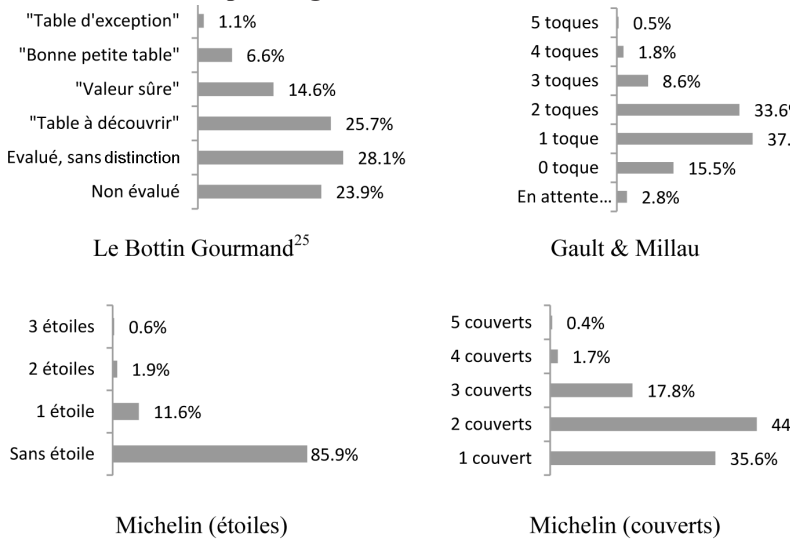 "Table d'exception" 1.1%
"Bonne petite table" 6.6%
"Valeur sûre" 14.6%
"Table à découvrir" 25.7%
Evalué, sans distinction 28.1%
Non évalué 23.9%
Le Bottin Gourmand25
5 toques 0.5%
4 toques 1.8%
3 toques 8.6%
2 toques 33.6%
1 toque 37.
0 toque 15.5%
En attente... 2.8%
Gault & Millau
3 étoiles 0.6%
2 étoiles 1.9%
1 étoile 11.6%
Sans étoile 85.9%
Michelin (étoiles)
5 couverts 0.4%
4 couverts 1.7%
3 couverts 17.8%
2 couverts 44
1 couvert 35.6%
Michelin (couverts)